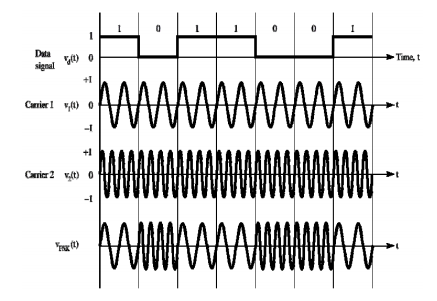 1 0 1 1 0 0 1
1
Data
signal v_d(t) 0 Time, t
+1
Carrier 1 v_1(t) 0 t
-1
+1
Carrier 2 v_2(t) 0 t
-1
v_FSK(t) t